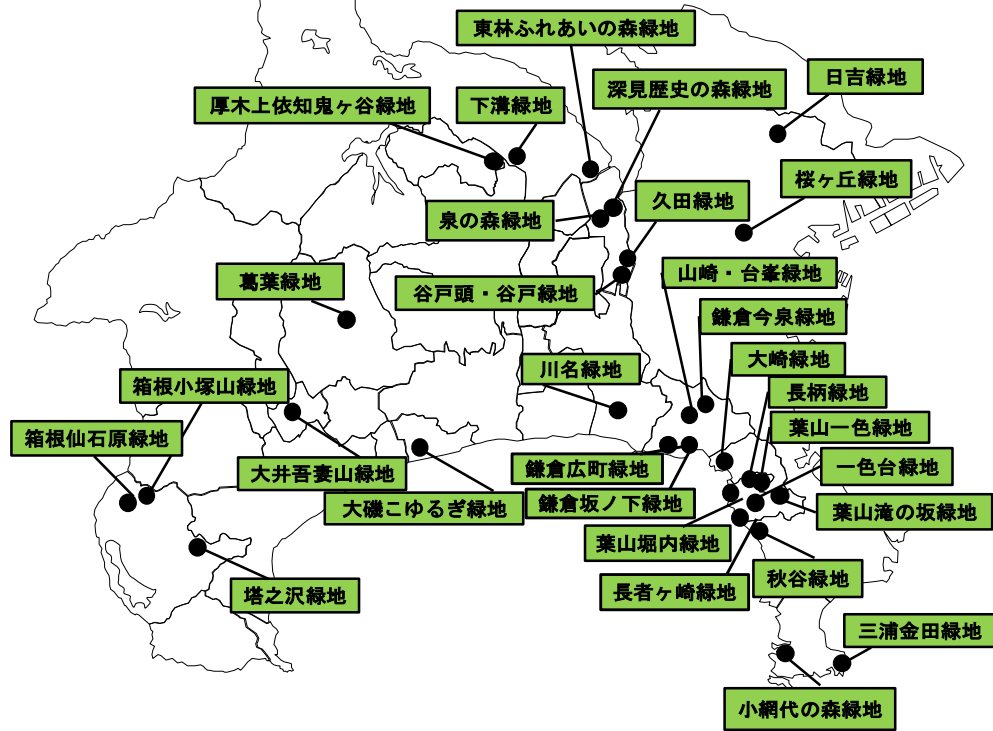 東林ふれあいの森緑地
日吉緑地
深見歴史の森緑地
厚木上依知鬼ヶ谷緑地
下溝緑地
桜ヶ丘緑地
久田緑地
泉の森緑地
山崎・台峯緑地
葛葉緑地
谷戸頭・谷戸緑地
鎌倉今泉緑地
大崎緑地
川名緑地
箱根小塚山緑地
長柄緑地
葉山一色緑地
箱根仙石原緑地
大井吾妻山緑地
鎌倉広町緑地
一色台緑地
大磯こゆるぎ緑地
鎌倉坂ノ下緑地
葉山滝の坂緑地
葉山堀内緑地
秋谷緑地
長者ヶ崎緑地
塔之沢緑地
三浦金田緑地
小網代の森緑地